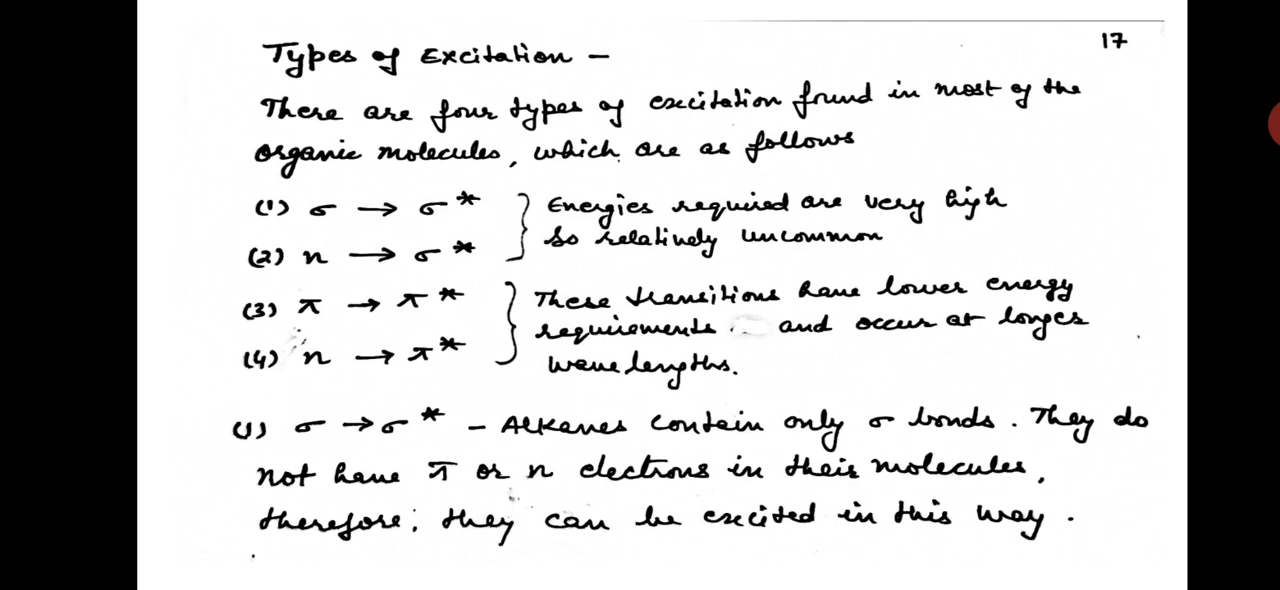 17
Types of Excitation –
There are four types of excitation found in most of the
organic molecules, which are as follows
(1) σ → σ* } Energies required are very high
(2) n → σ* } So relatively uncommon
(3) π → π* } These transitions have lower energy
requirements and occur at longer
(4) n → π* wavelengths.
(1) σ → σ* – Alkanes contain only σ bonds. They do
not have π or n electrons in their molecules,
therefore; they can be excited in this way.